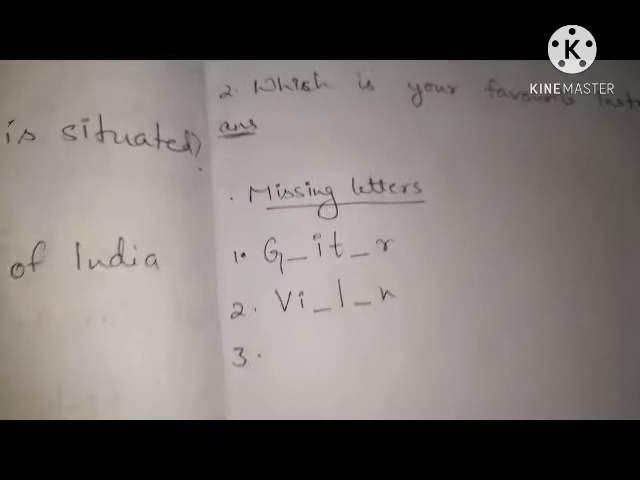 KINEMASTER
is situated?
of India
2. Which is your favourite
ans
. Missing letters
1. G_it_r
2. Vi_l_n
3.